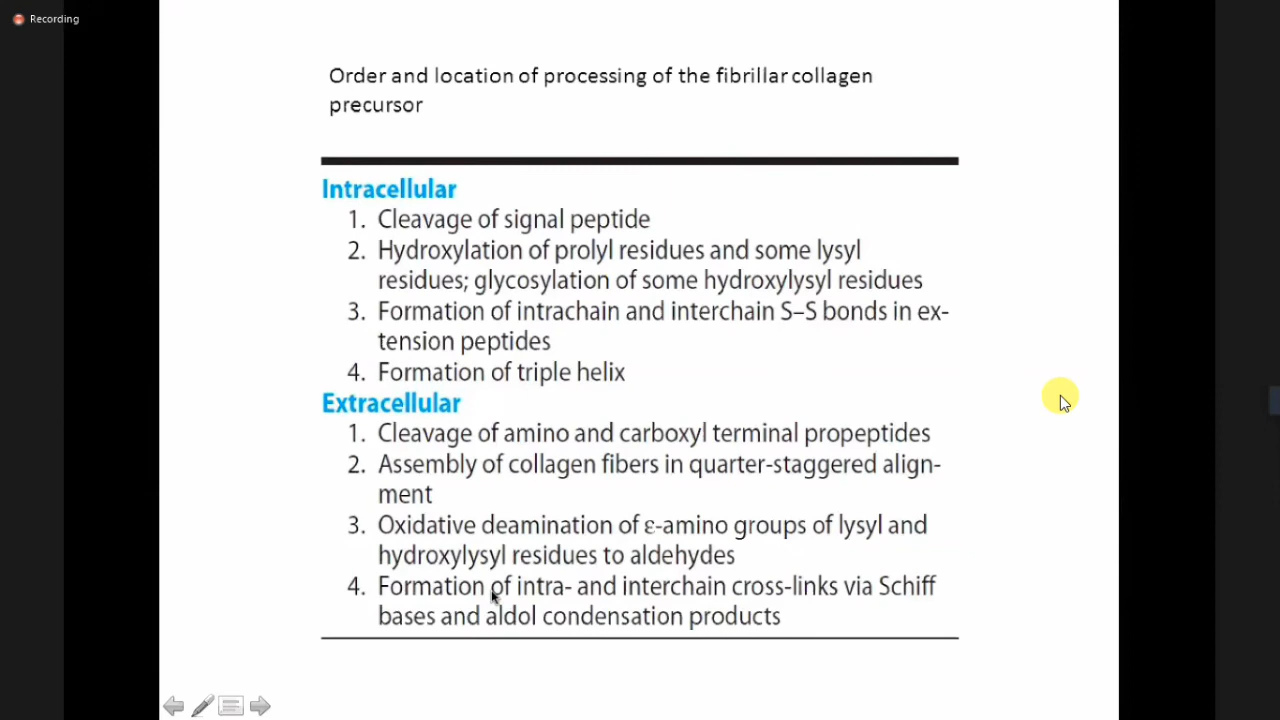 Recording
Order and location of processing of the fibrillar collagen
precursor
Intracellular
1. Cleavage of signal peptide
2. Hydroxylation of prolyl residues and some lysyl
residues; glycosylation of some hydroxylysyl residues
3. Formation of intrachain and interchain S–S bonds in ex-
tension peptides
4. Formation of triple helix
Extracellular
1. Cleavage of amino and carboxyl terminal propeptides
2. Assembly of collagen fibers in quarter-staggered align-
ment
3. Oxidative deamination of ε-amino groups of lysyl and
hydroxylysyl residues to aldehydes
4. Formation of intra- and interchain cross-links via Schiff
bases and aldol condensation products